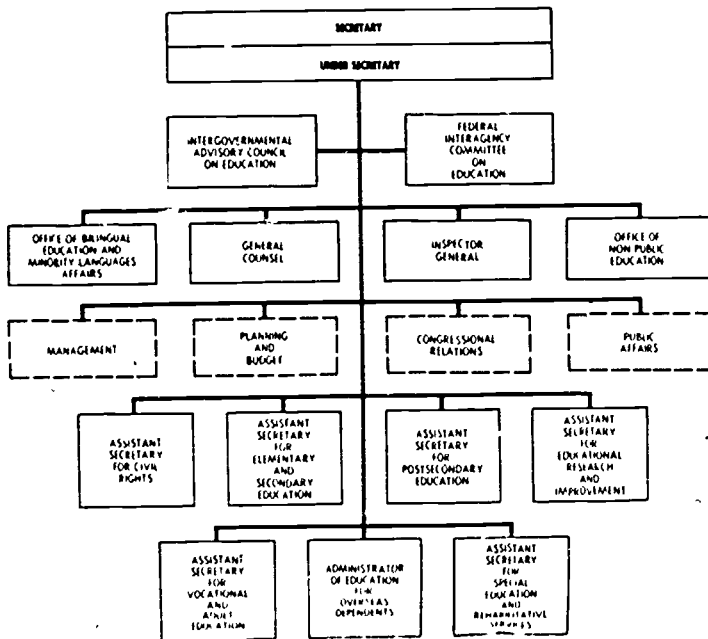 SECRETARY
UNDER SECRETARY
INTERGOVERNMENTAL
ADVISORY COUNCIL
ON EDUCATION
FEDERAL
INTERAGENCY
COMMITTEE
ON
EDUCATION
OFFICE OF BILINGUAL
EDUCATION AND
MINORITY LANGUAGES
AFFAIRS
GENERAL
COUNSEL
INSPECTOR
GENERAL
OFFICE OF
NON PUBLIC
EDUCATION
MANAGEMENT
PLANNING
AND
BUDGET
CONGRESSIONAL
RELATIONS
PUBLIC
AFFAIRS
ASSISTANT
SECRETARY
FOR CIVIL
RIGHTS
ASSISTANT
SECRETARY
FOR
ELEMENTARY
AND
SECONDARY
EDUCATION
ASSISTANT
SECRETARY
FOR
POSTSECONDARY
EDUCATION
ASSISTANT
SECRETARY
FOR
EDUCATIONAL
RESEARCH
AND
IMPROVEMENT
ASSISTANT
SECRETARY
FOR
VOCATIONAL
AND
ADULT
EDUCATION
ADMINISTRATOR
OF EDUCATION
FOR
OVERSEAS
DEPENDENTS
ASSISTANT
SECRETARY
FOR
SPECIAL
EDUCATION
AND
REHABILITATIVE
SERVICES